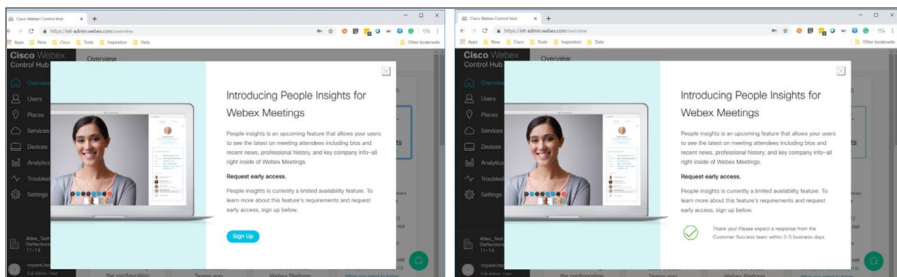 Cisco Webex Control Hub
https://int-admin.webex.com/overview
Apps New Cisco Tools Inspiration Daily
Other bookmarks
Cisco Webex
Control Hub
Overview
Overview
Users
Places
Services
Devices
Analytics
Troubleshoot
Settings
Introducing People Insights for
Webex Meetings
People insights is an upcoming feature that allows your users
to see the latest on meeting attendees including bios and
recent news, professional history, and key company info–all
right inside of Webex Meetings.
Request early access.
People insights is currently a limited availability feature. To
learn more about this feature's requirements and request
early access, sign up below.
Sign Up
Cisco Webex Control Hub
https://int-admin.webex.com/overview
Apps New Cisco Tools Inspiration Daily
Other bookmarks
Cisco Webex
Control Hub
Overview
Overview
Users
Places
Services
Devices
Analytics
Troubleshoot
Settings
Introducing People Insights for
Webex Meetings
People insights is an upcoming feature that allows your users
to see the latest on meeting attendees including bios and
recent news, professional history, and key company info–all
right inside of Webex Meetings.
Request early access.
People insights is currently a limited availability feature. To
learn more about this feature's requirements and request
early access, sign up below.
Thank you! Please expect a response from the
Customer Success team within 3-5 business days